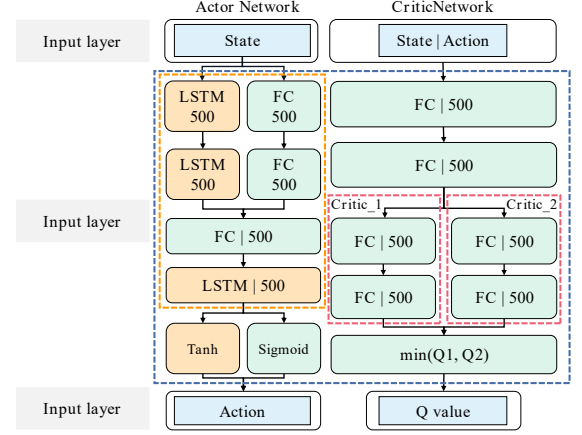 Actor Network
CriticNetwork
Input layer
State
State | Action
LSTM
500
FC
500
FC | 500
LSTM
500
FC
500
FC | 500
Input layer
Critic_1
Critic_2
FC | 500
FC | 500
FC | 500
LSTM | 500
FC | 500
FC | 500
Tanh
Sigmoid
min(Q1, Q2)
Input layer
Action
Q value